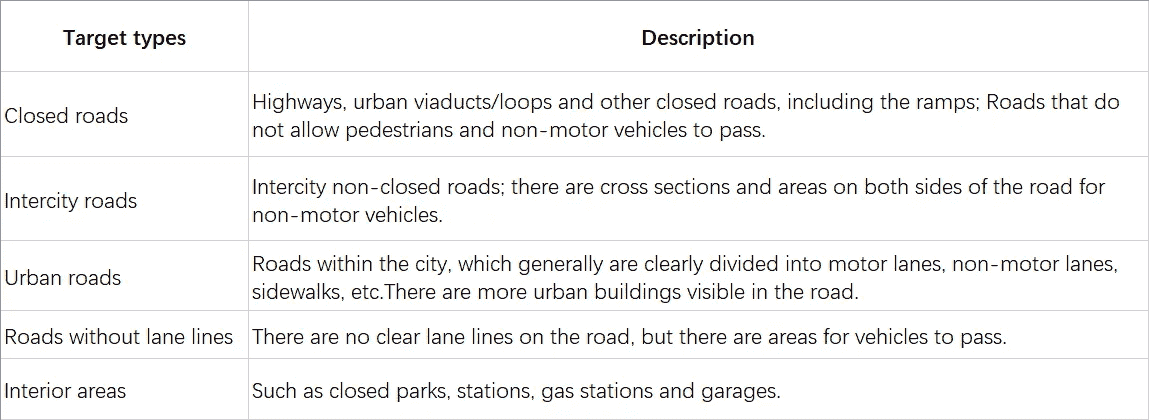 Target types
Description
Closed roads
Highways, urban viaducts/loops and other closed roads, including the ramps; Roads that do
not allow pedestrians and non-motor vehicles to pass.
Intercity roads
Intercity non-closed roads; there are cross sections and areas on both sides of the road for
non-motor vehicles.
Urban roads
Roads within the city, which generally are clearly divided into motor lanes, non-motor lanes,
sidewalks, etc.There are more urban buildings visible in the road.
Roads without lane lines
There are no clear lane lines on the road, but there are areas for vehicles to pass.
Interior areas
Such as closed parks, stations, gas stations and garages.